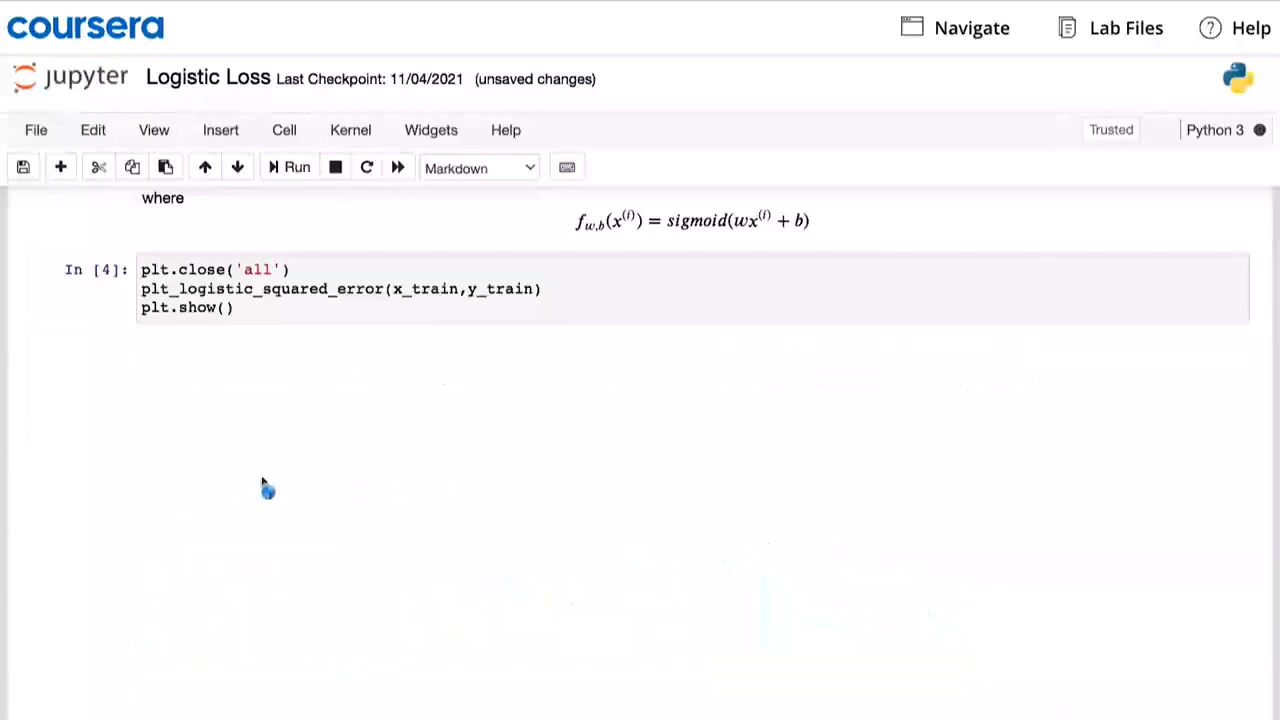 coursera Navigate Lab Files ? Help
jupyter Logistic Loss Last Checkpoint: 11/04/2021 (unsaved changes)
File Edit View Insert Cell Kernel Widgets Help Trusted Python 3
Run Markdown
where
f_{w,b}(x^{(i)}) = sigmoid(wx^{(i)} + b)
In [4]: plt.close('all')
plt_logistic_squared_error(x_train,y_train)
plt.show()